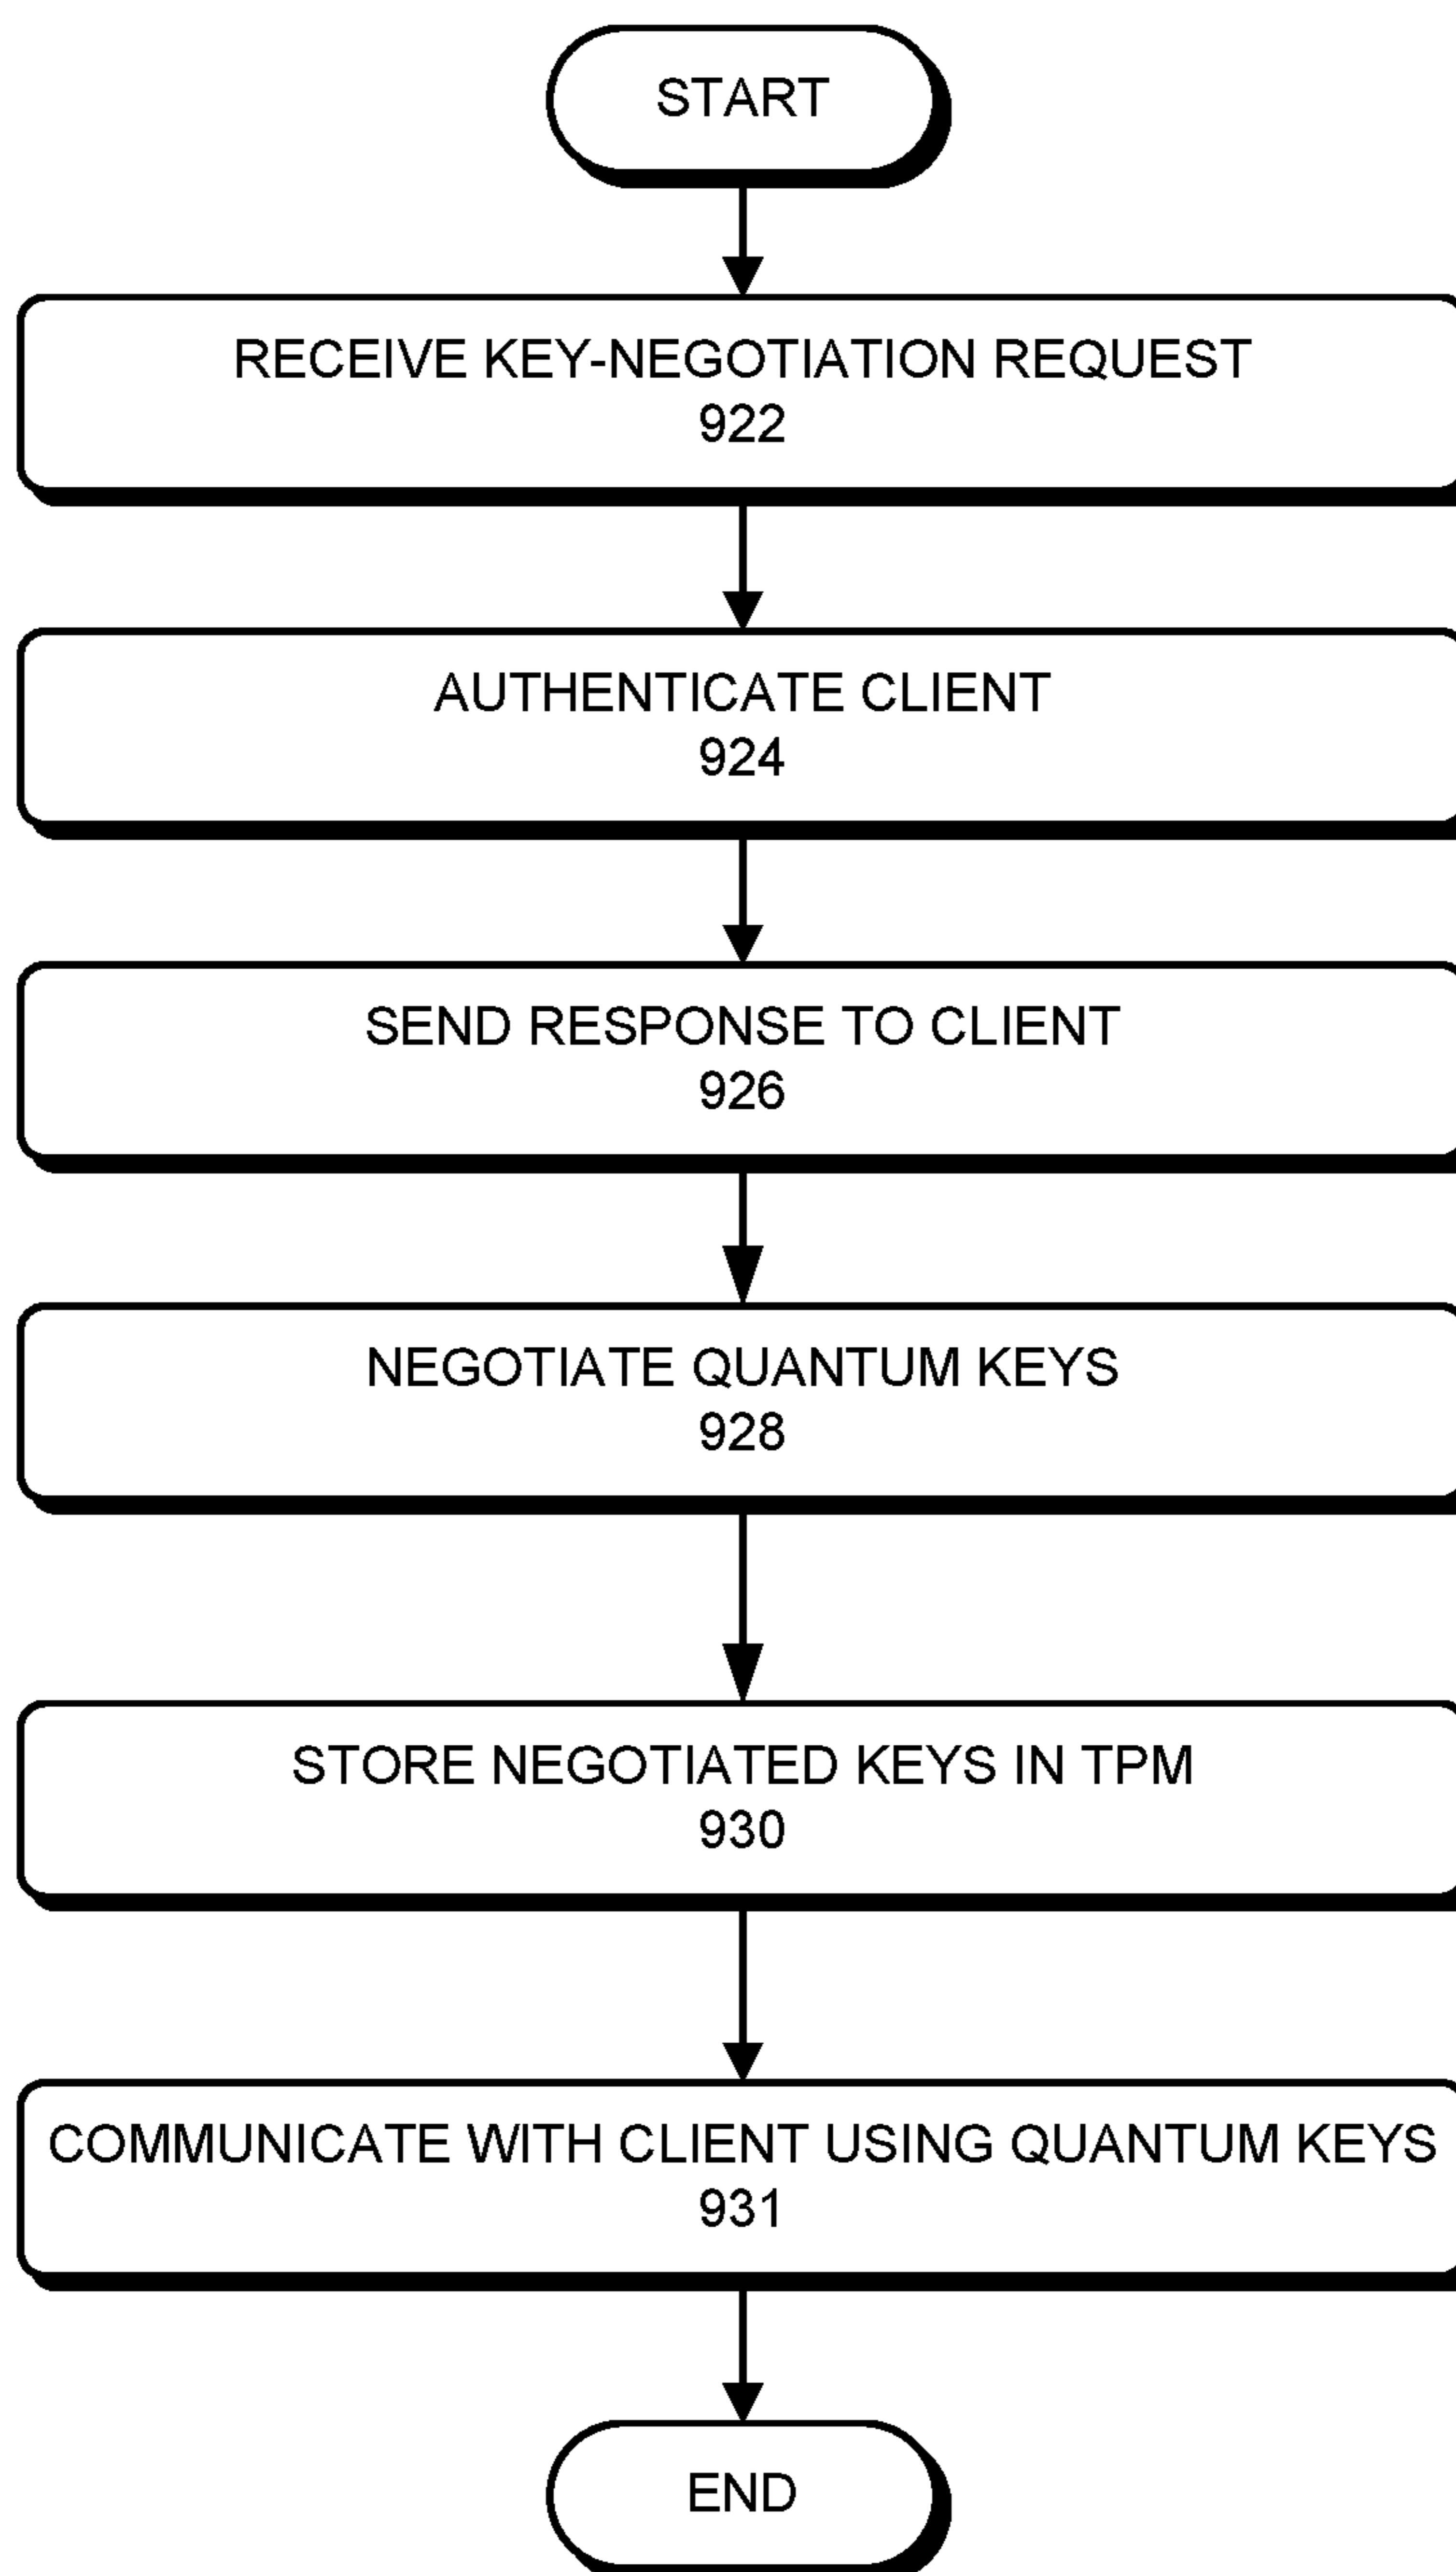 START
RECEIVE KEY-NEGOTIATION REQUEST
922
AUTHENTICATE CLIENT
924
SEND RESPONSE TO CLIENT
926
NEGOTIATE QUANTUM KEYS
928
STORE NEGOTIATED KEYS IN TPM
930
COMMUNICATE WITH CLIENT USING QUANTUM KEYS
931
END